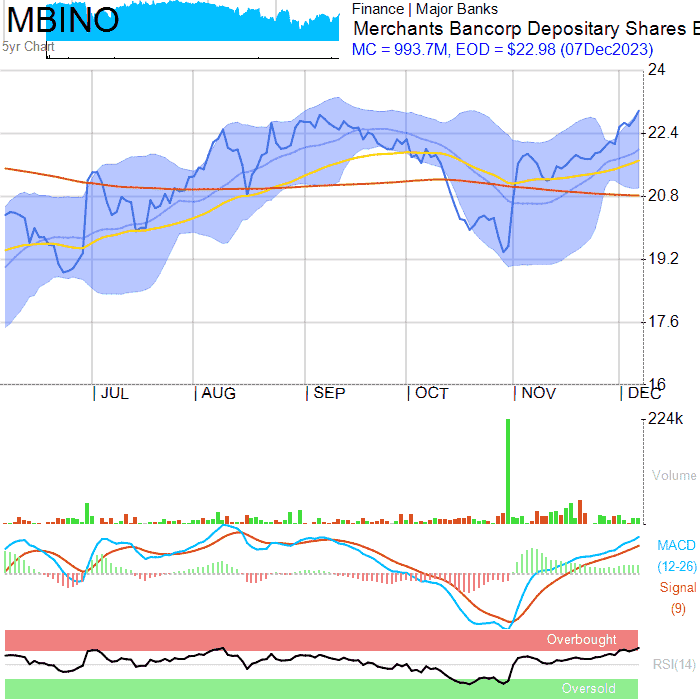 MBINO
Finance | Major Banks
Merchants Bancorp Depositary Shares E
5yr Chart
MC = 993.7M, EOD = $22.98 (07Dec2023)
24
22.4
20.8
19.2
17.6
16
JUL AUG SEP OCT NOV DEC
224k
Volume
MACD
(12-26)
Signal
(9)
Overbought
RSI(14)
Oversold